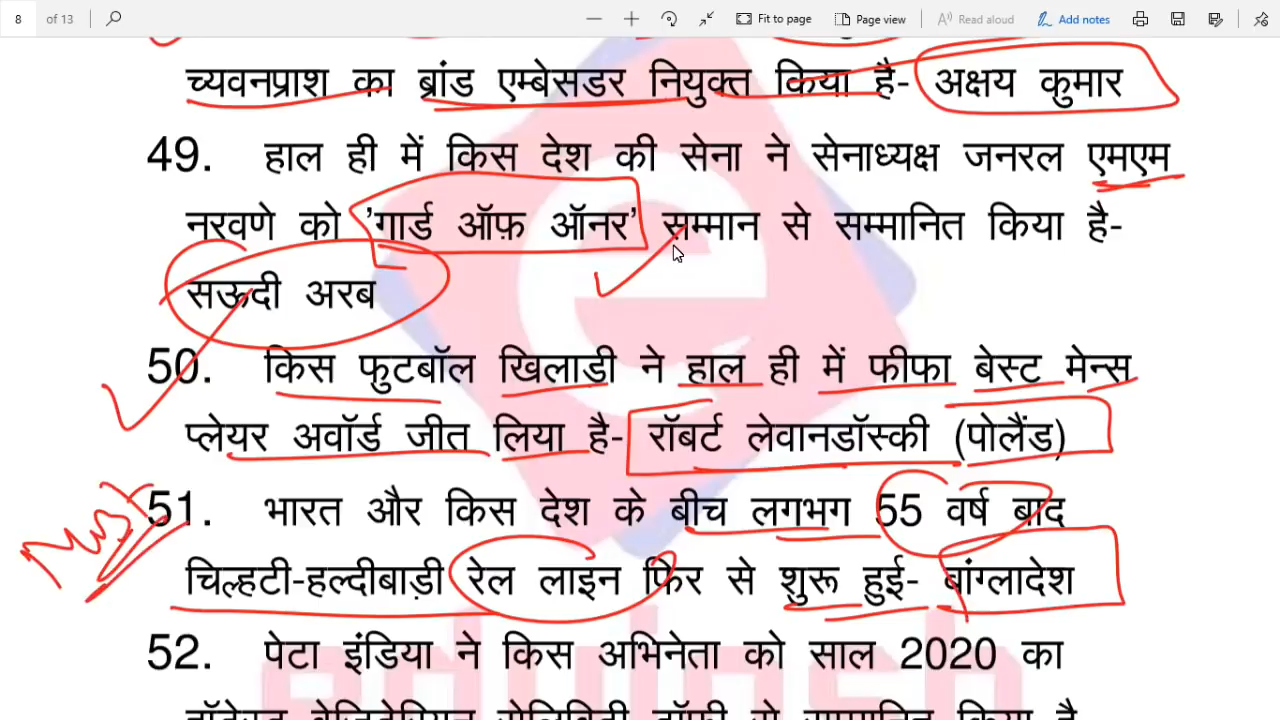 8 of 13 Fit to page Page view Read aloud Add notes
च्यवनप्राश का ब्रांड एम्बेसडर नियुक्त किया है- अक्षय कुमार
49. हाल ही में किस देश की सेना ने सेनाध्यक्ष जनरल एमएम
नरवणे को 'गार्ड ऑफ़ ऑनर' सम्मान से सम्मानित किया है-
सऊदी अरब
50. किस फुटबॉल खिलाडी ने हाल ही में फीफा बेस्ट मेन्स
प्लेयर अवॉर्ड जीत लिया है- रॉबर्ट लेवानडॉस्की (पोलैंड)
51. भारत और किस देश के बीच लगभग 55 वर्ष बाद
चिल्हटी-हल्दीबाड़ी रेल लाइन फिर से शुरू हुई- बांग्लादेश
52. पेटा इंडिया ने किस अभिनेता को साल 2020 का